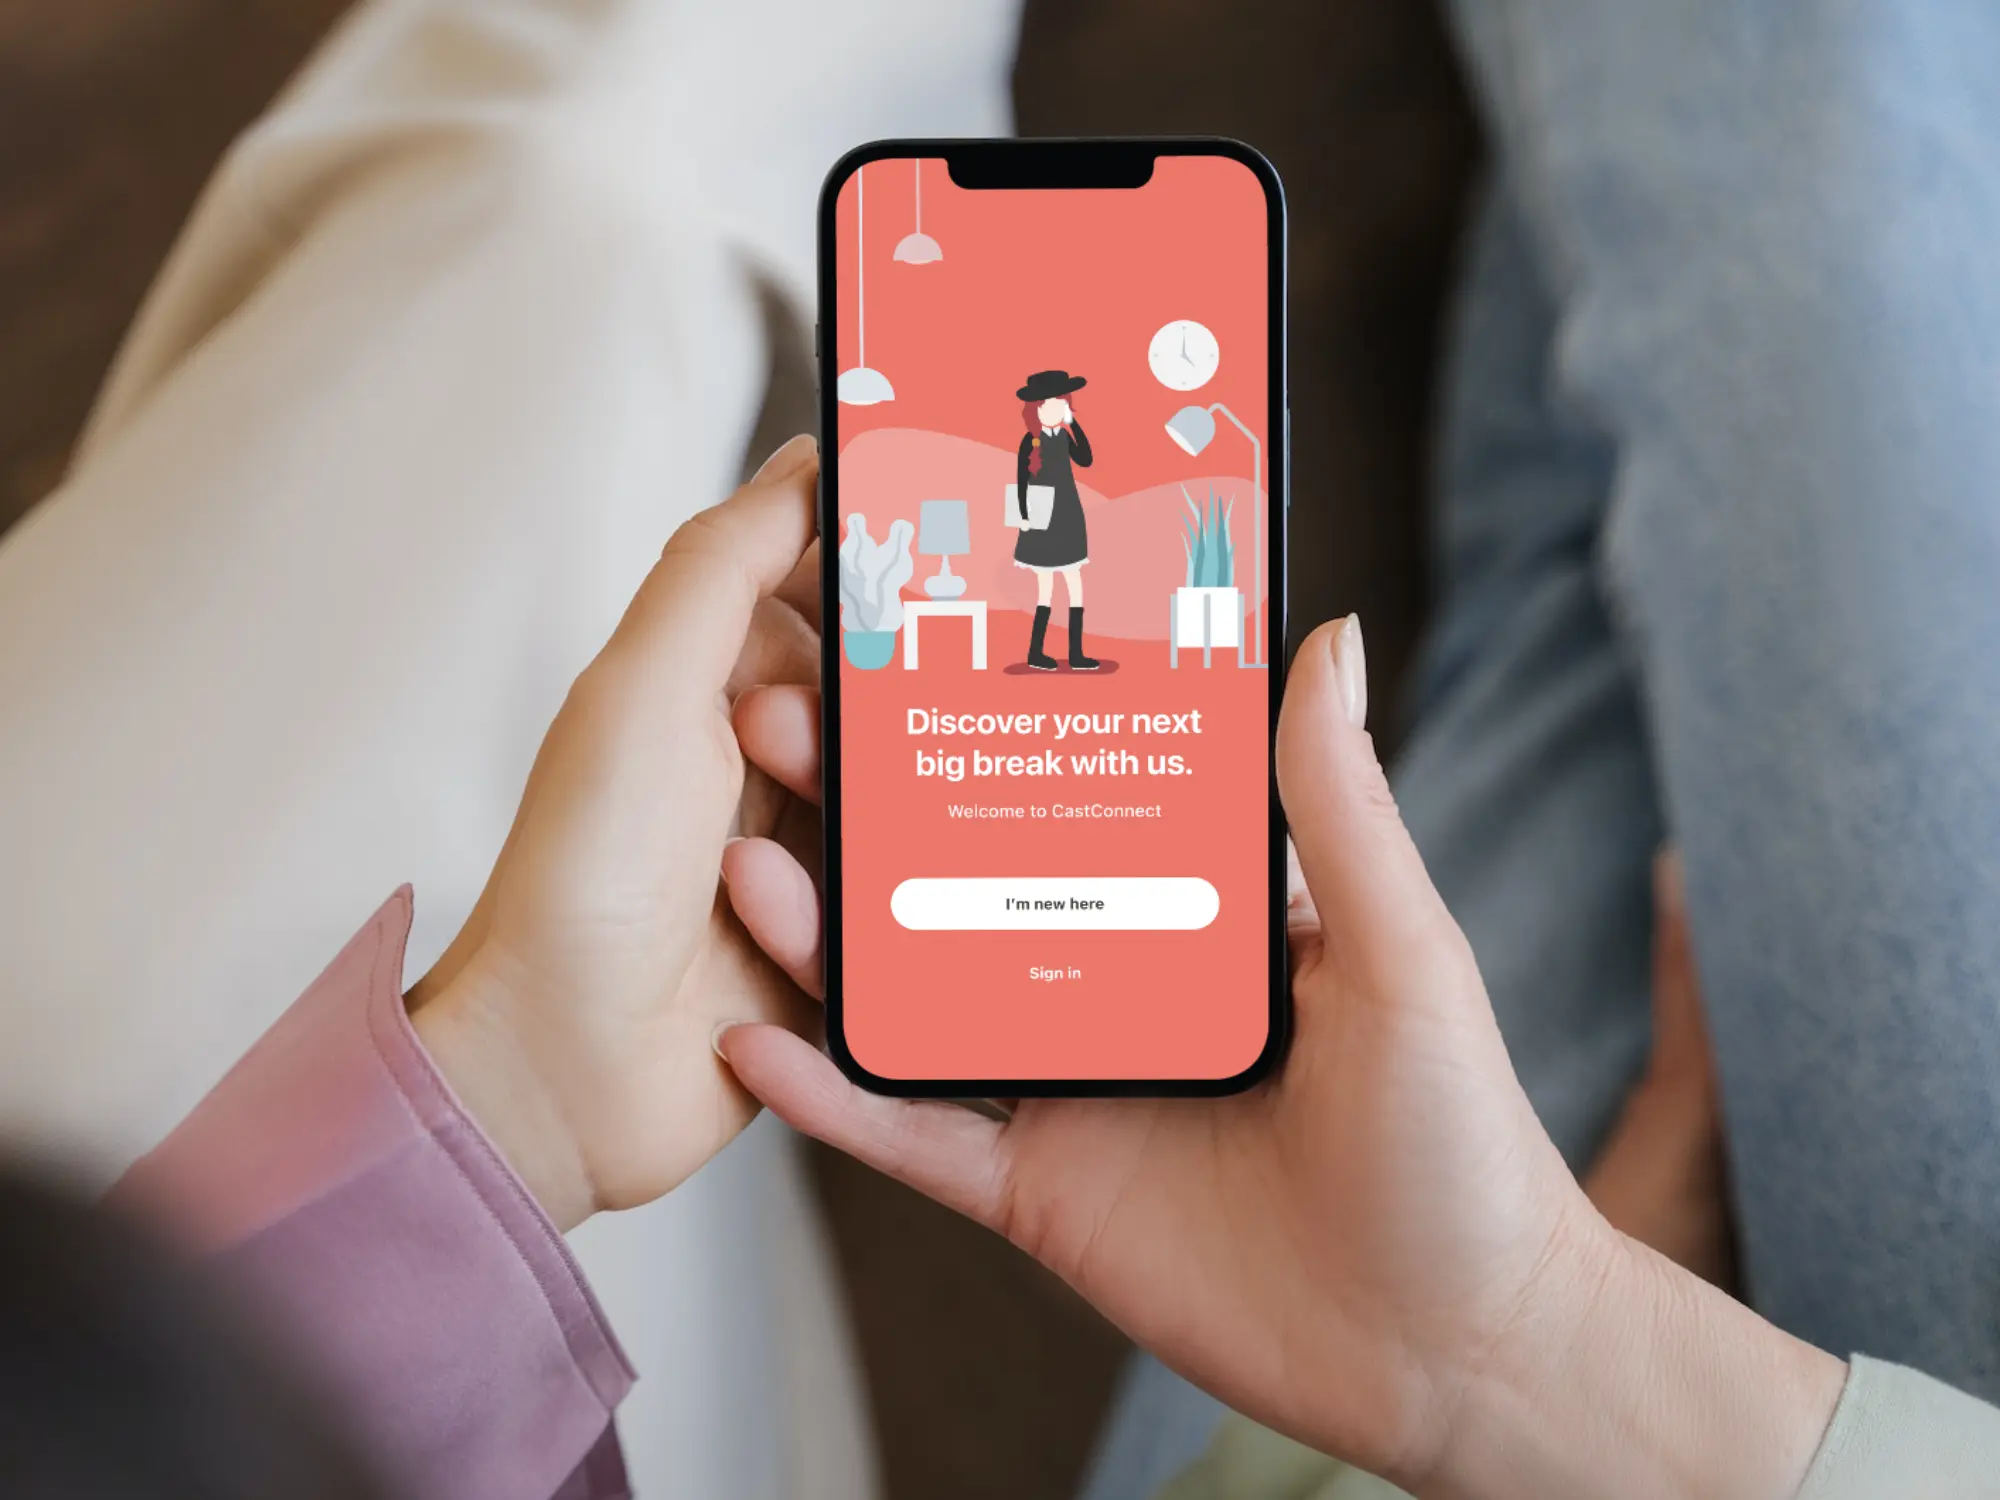 Discover your next
big break with us.
Welcome to CastConnect
I'm new here
Sign in